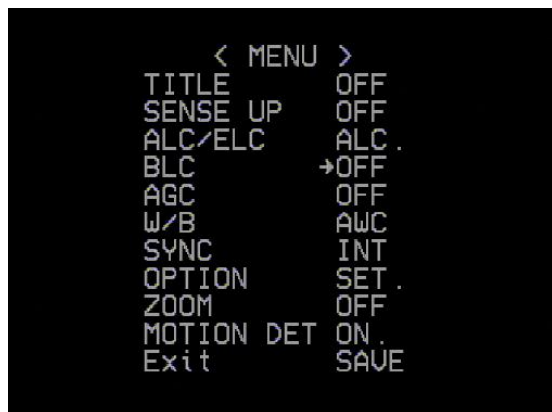 < MENU >
TITLE OFF
SENSE UP OFF
ALC/ELC ALC.
BLC →OFF
AGC OFF
W/B AWC
SYNC INT
OPTION SET.
ZOOM OFF
MOTION DET ON.
Exit SAVE